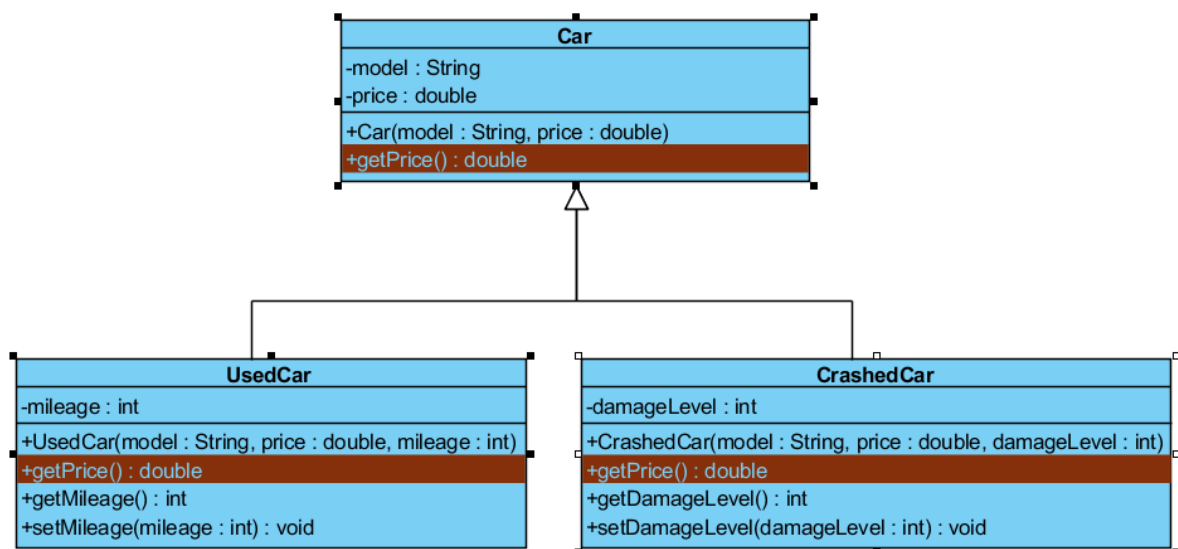 Car
-model : String
-price : double
+Car(model : String, price : double)
+getPrice() : double
UsedCar
-mileage : int
+UsedCar(model : String, price : double, mileage : int)
+getPrice() : double
+getMileage() : int
+setMileage(mileage : int) : void
CrashedCar
-damageLevel : int
+CrashedCar(model : String, price : double, damageLevel : int)
+getPrice() : double
+getDamageLevel() : int
+setDamageLevel(damageLevel : int) : void